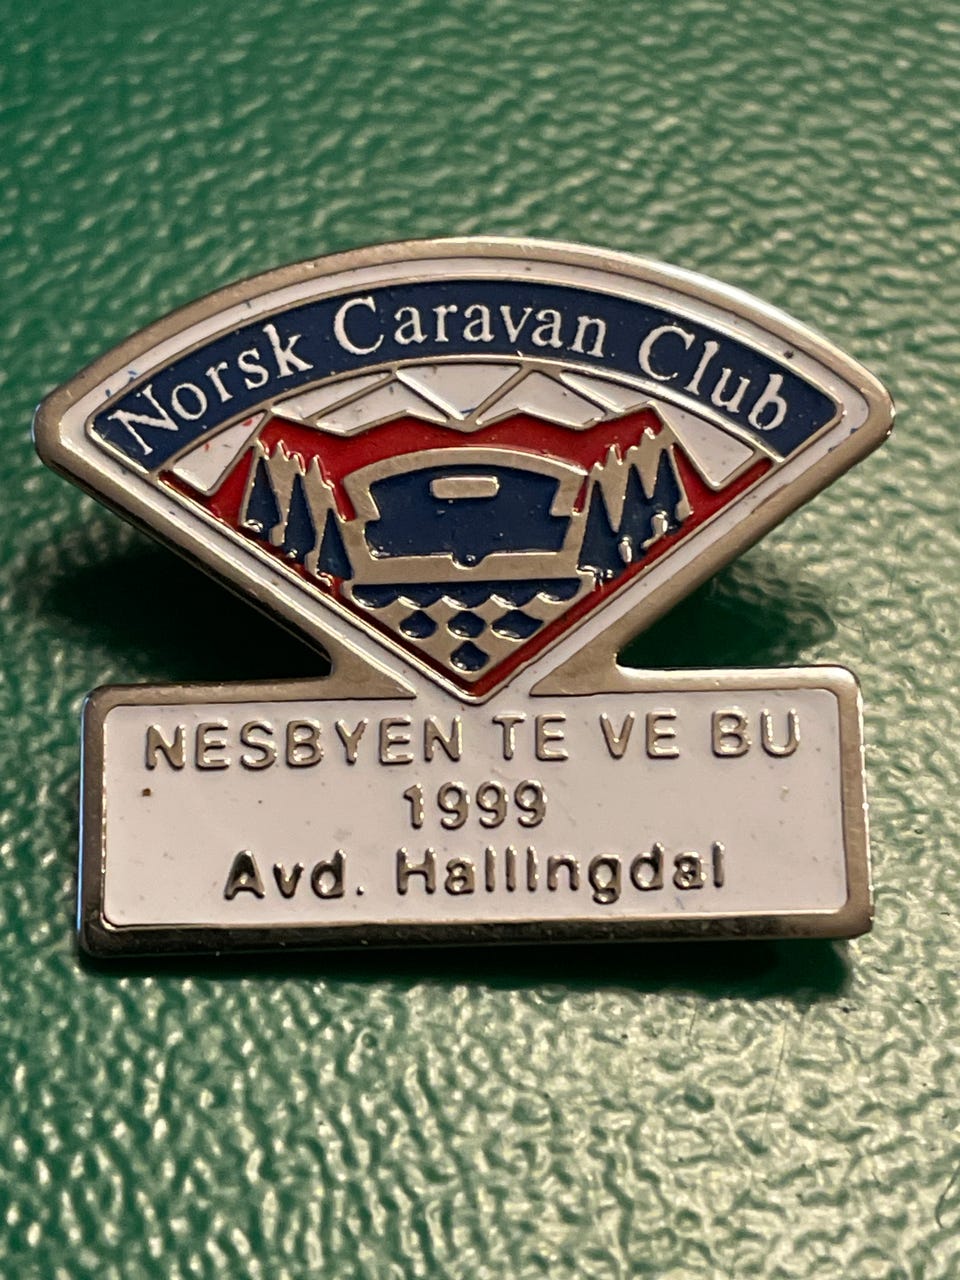 Norsk Caravan Club
NESBYEN TE VE BU
1999
Avd. Hallingdal